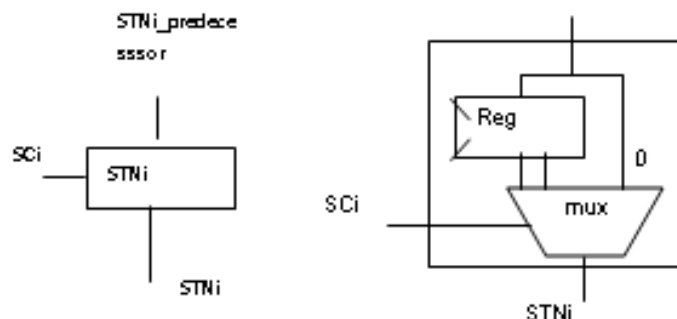 STNi_predece
sssor
SCi
STNi
STNi
Reg
0
SCi
mux
STNi